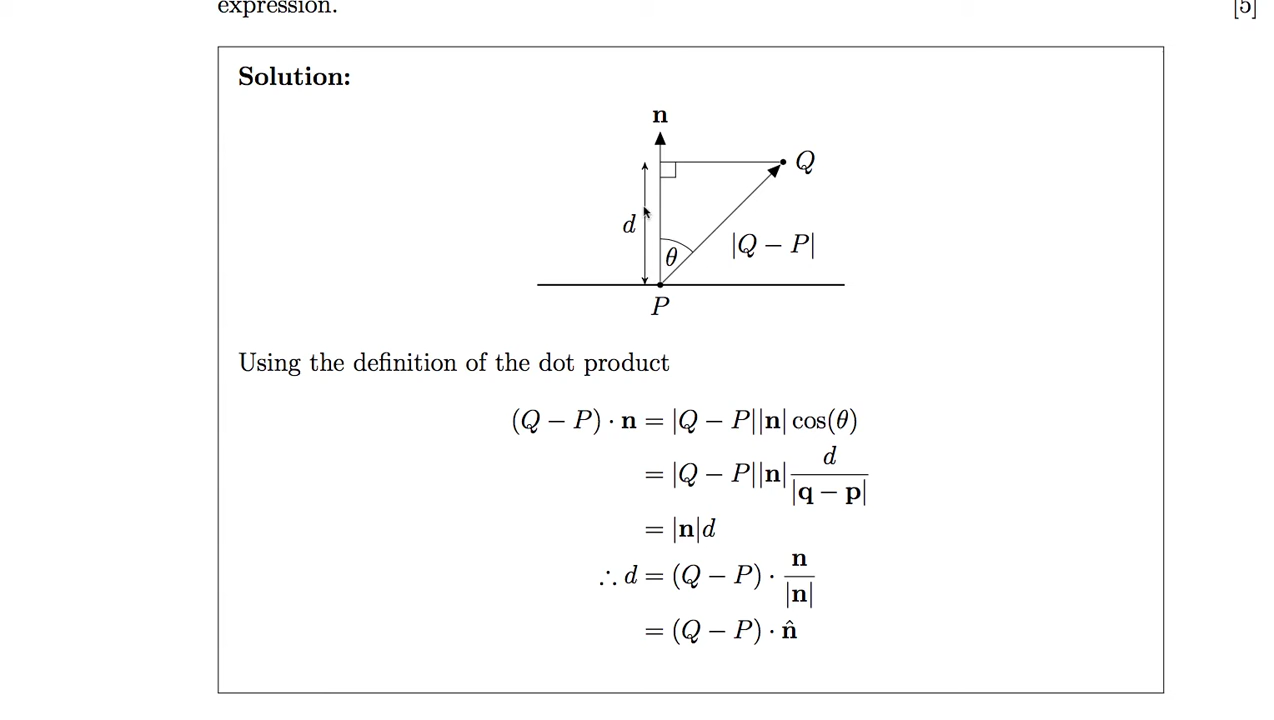 expression.
[5]
Solution:
n
Q
d
|Q − P|
θ
P
Using the definition of the dot product
(Q − P) · n = |Q − P||n| cos(θ)
= |Q − P||n| d / |q − p|
= |n|d
∴ d = (Q − P) · n / |n|
= (Q − P) · n̂